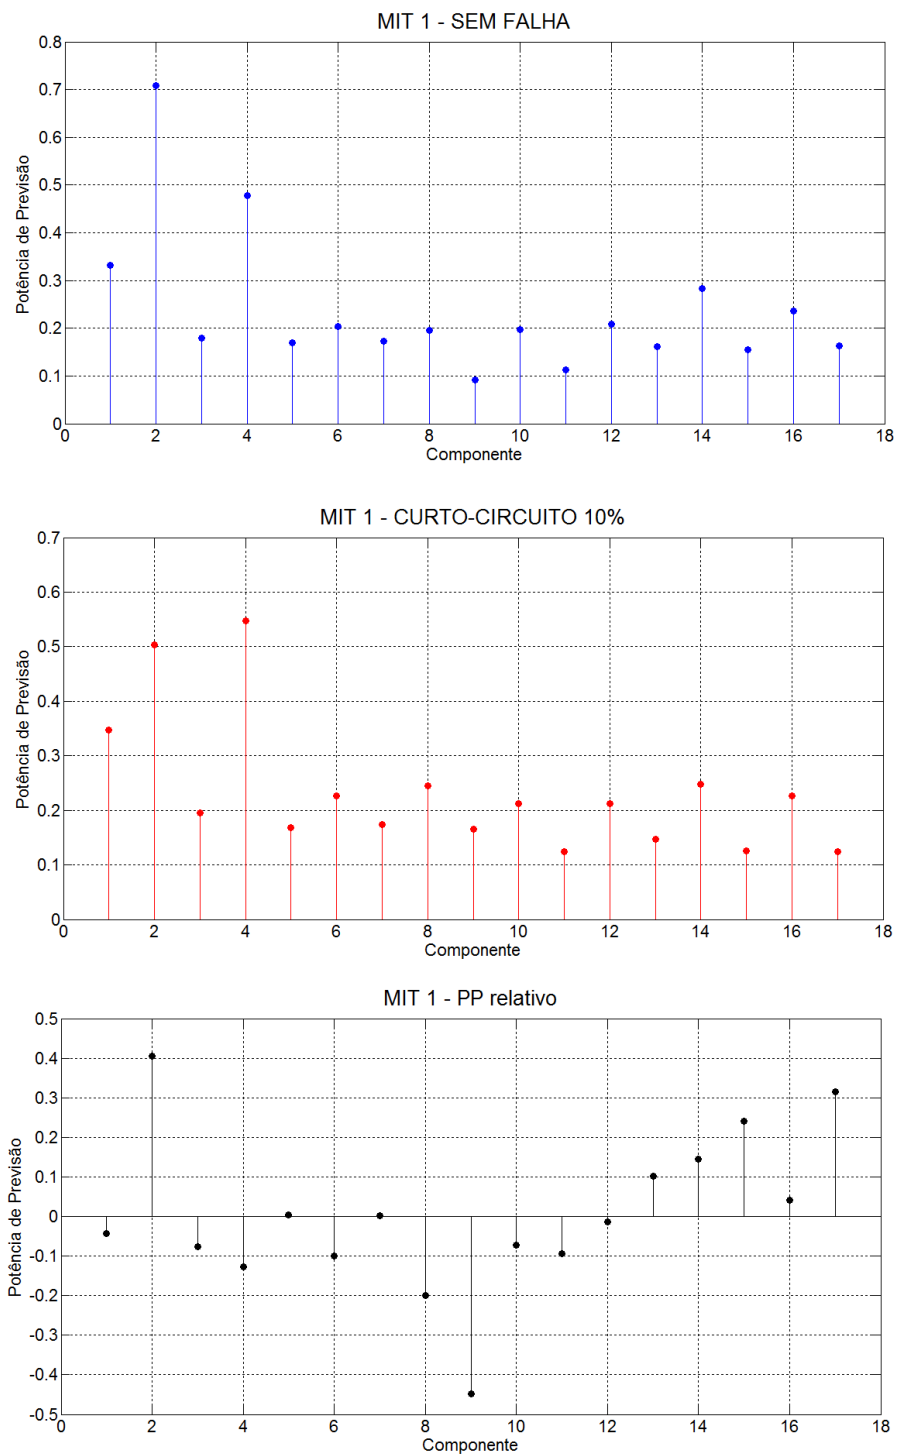 MIT 1 - SEM FALHA
0.8
0.7
0.6
0.5
0.4
0.3
0.2
0.1
0
Potência de Previsão
0 2 4 6 8 10 12 14 16 18
Componente
MIT 1 - CURTO-CIRCUITO 10%
0.7
0.6
0.5
0.4
0.3
0.2
0.1
0
Potência de Previsão
0 2 4 6 8 10 12 14 16 18
Componente
MIT 1 - PP relativo
0.5
0.4
0.3
0.2
0.1
0
-0.1
-0.2
-0.3
-0.4
-0.5
Potência de Previsão
0 2 4 6 8 10 12 14 16 18
Componente